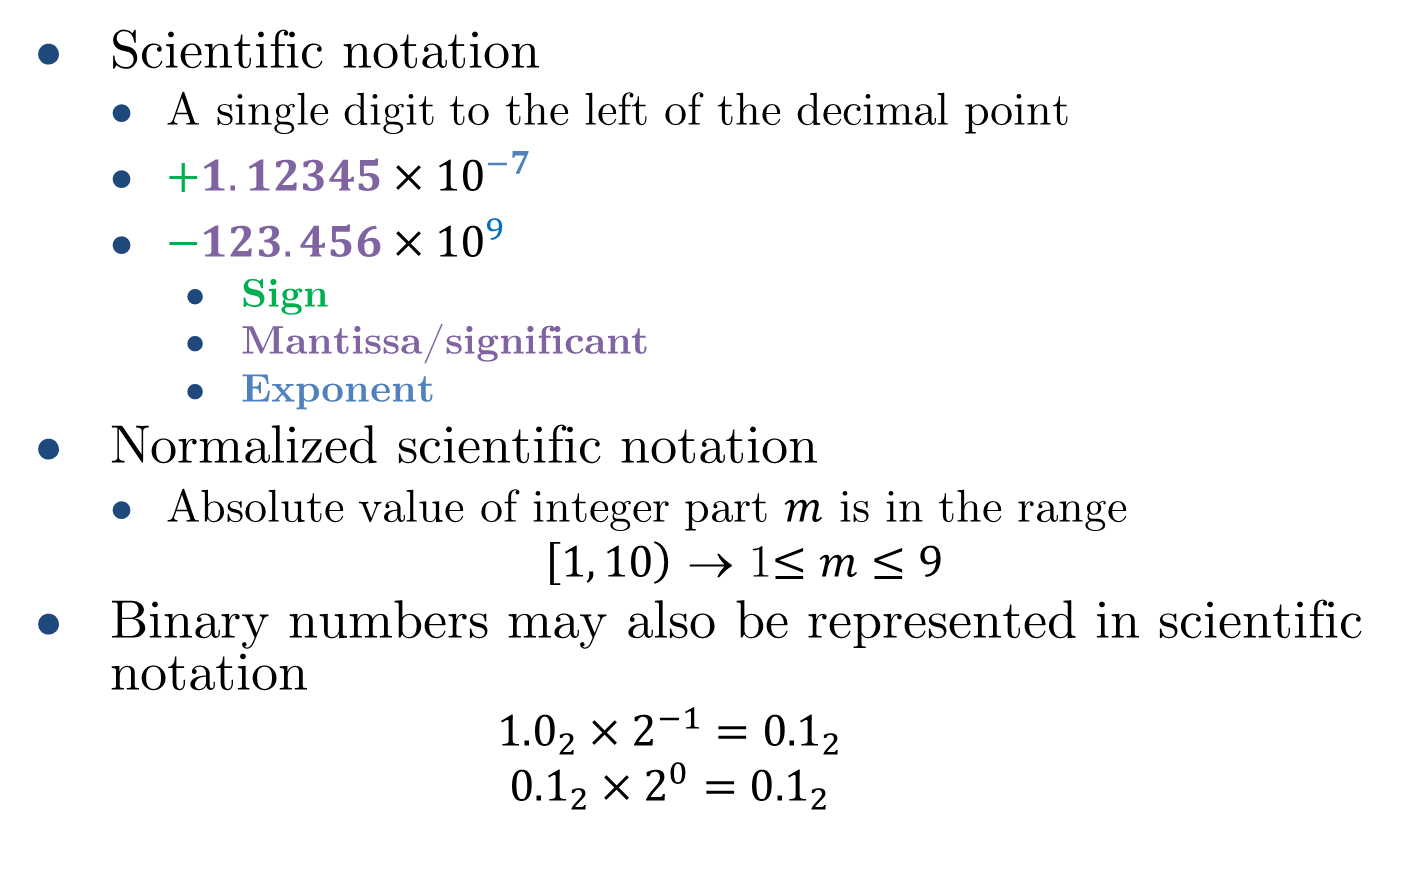 • Scientific notation
• A single digit to the left of the decimal point
• +1.12345 × 10⁻⁷
• −123.456 × 10⁹
• Sign
• Mantissa/significant
• Exponent
• Normalized scientific notation
• Absolute value of integer part m is in the range
[1, 10) → 1≤ m ≤ 9
• Binary numbers may also be represented in scientific
notation
1.0₂ × 2⁻¹ = 0.1₂
0.1₂ × 2⁰ = 0.1₂